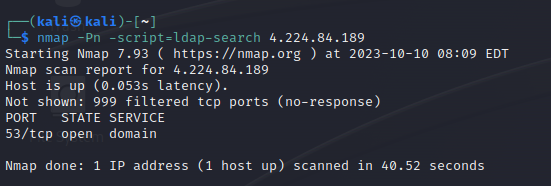 ┌──(kali㉿kali)-[~]
└─$ nmap -Pn -script-ldap-search 4.224.84.189
Starting Nmap 7.93 ( https://nmap.org ) at 2023-10-10 08:09 EDT
Nmap scan report for 4.224.84.189
Host is up (0.053s latency).
Not shown: 999 filtered tcp ports (no-response)
PORT   STATE SERVICE
53/tcp open  domain
Nmap done: 1 IP address (1 host up) scanned in 40.52 seconds